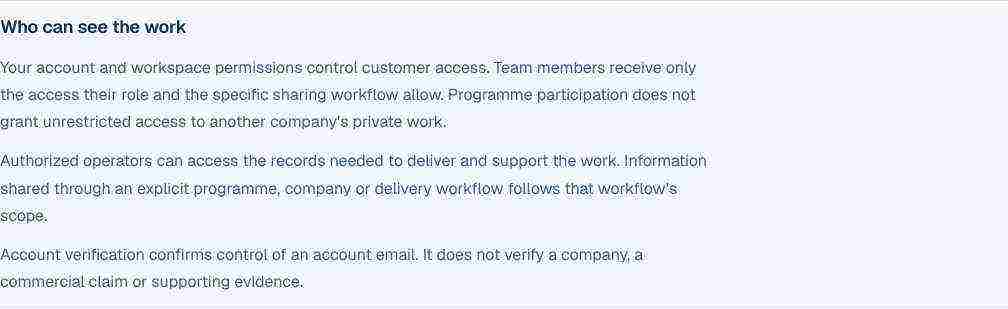 Who can see the work
Your account and workspace permissions control customer access. Team members receive only
the access their role and the specific sharing workflow allow. Programme participation does not
grant unrestricted access to another company's private work.
Authorized operators can access the records needed to deliver and support the work. Information
shared through an explicit programme, company or delivery workflow follows that workflow's
scope.
Account verification confirms control of an account email. It does not verify a company, a
commercial claim or supporting evidence.